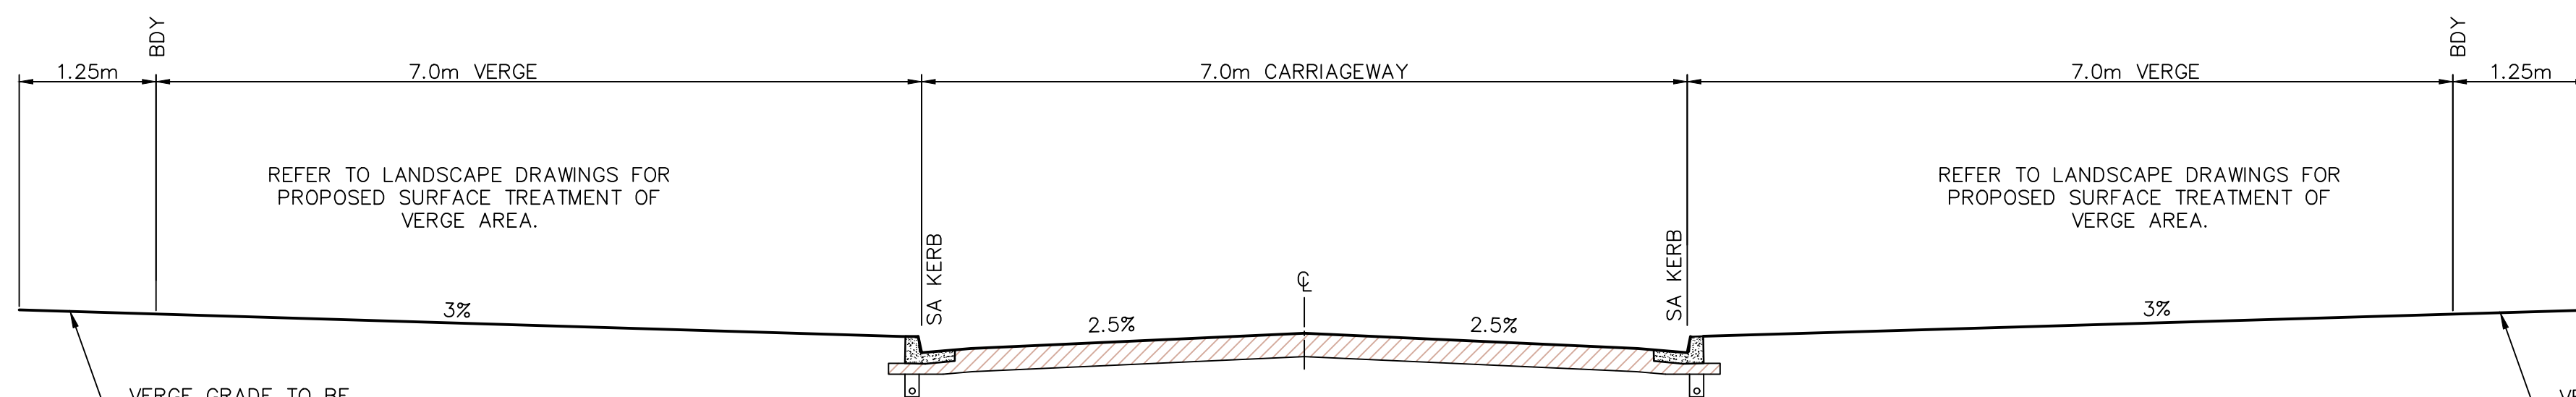 BDY
BDY
1.25m
7.0m VERGE
7.0m CARRIAGEWAY
7.0m VERGE
1.25m
REFER TO LANDSCAPE DRAWINGS FOR
PROPOSED SURFACE TREATMENT OF
VERGE AREA.
REFER TO LANDSCAPE DRAWINGS FOR
PROPOSED SURFACE TREATMENT OF
VERGE AREA.
SA KERB
℄
SA KERB
3%
2.5%
2.5%
3%
VERGE GRADE TO BE